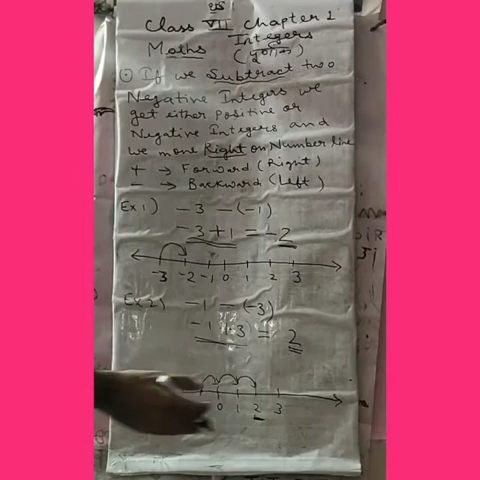 Class VII Chapter 1
Maths Integers
(पूर्णांक)
If we Subtract two
Negative Integers we
get either Positive or
Negative Integers and
We move Right on Number line
+ → Forward (Right)
- → Backward (Left)
Ex 1) -3 - (-1)
-3 + 1 = -2
-3 -2 -1 0 1 2 3
Ex 2) -1 - (-3)
-1 + 3) = 2
0 1 2 3